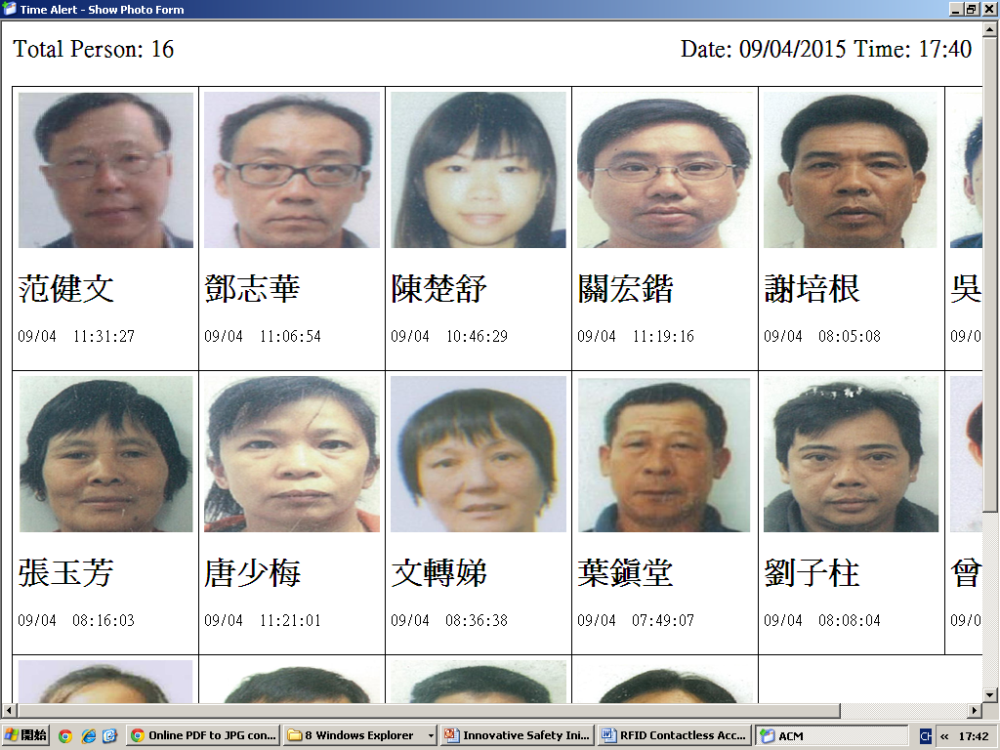 Time Alert - Show Photo Form
Total Person: 16
Date: 09/04/2015 Time: 17:40
范健文 鄧志華 陳楚舒 關宏鍇 謝培根 吳
09/04 11:31:27 09/04 11:06:54 09/04 10:46:29 09/04 11:19:16 09/04 08:05:08 09/0
張玉芳 唐少梅 文轉娣 葉鎭堂 劉子柱 曾
09/04 08:16:03 09/04 11:21:01 09/04 08:36:38 09/04 07:49:07 09/04 08:08:04 09/0
開始 Online PDF to JPG con... 8 Windows Explorer Innovative Safety Ini... RFID Contactless Acc... ACM CH « 17:42